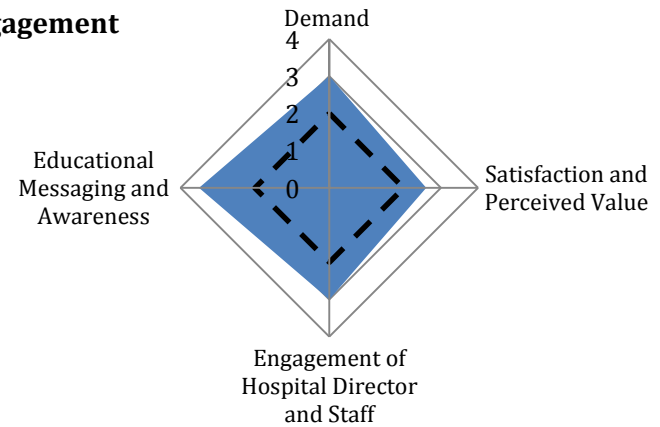 gagement
Demand
4
3
2
1
0
Educational
Messaging and
Awareness
Satisfaction and
Perceived Value
Engagement of
Hospital Director
and Staff